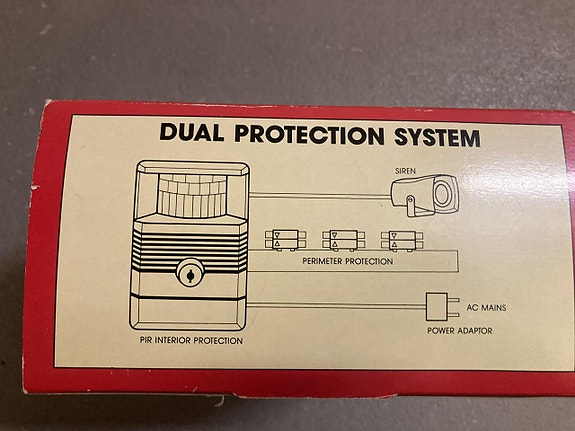 DUAL PROTECTION SYSTEM
SIREN
PERIMETER PROTECTION
AC MAINS
POWER ADAPTOR
PIR INTERIOR PROTECTION